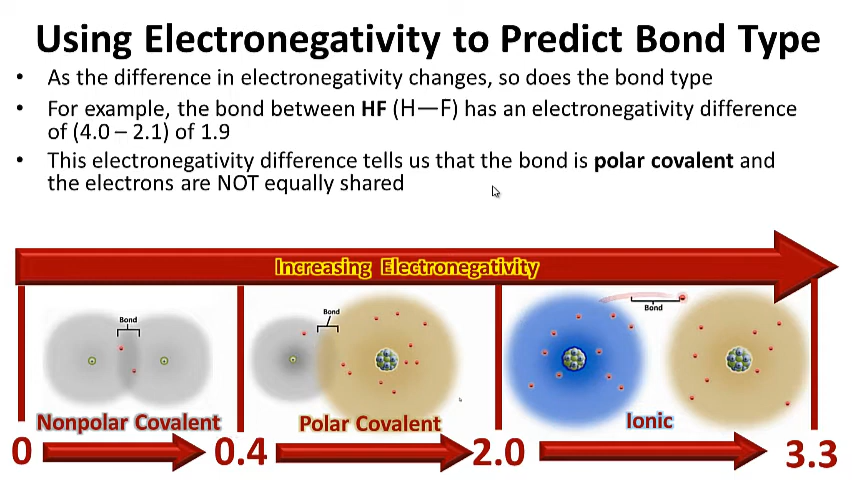 Using Electronegativity to Predict Bond Type
• As the difference in electronegativity changes, so does the bond type
• For example, the bond between HF (H—F) has an electronegativity difference
of (4.0 – 2.1) of 1.9
• This electronegativity difference tells us that the bond is polar covalent and
the electrons are NOT equally shared
Increasing Electronegativity
Bond
Bond
Bond
Nonpolar Covalent
Polar Covalent
Ionic
0
0.4
2.0
3.3